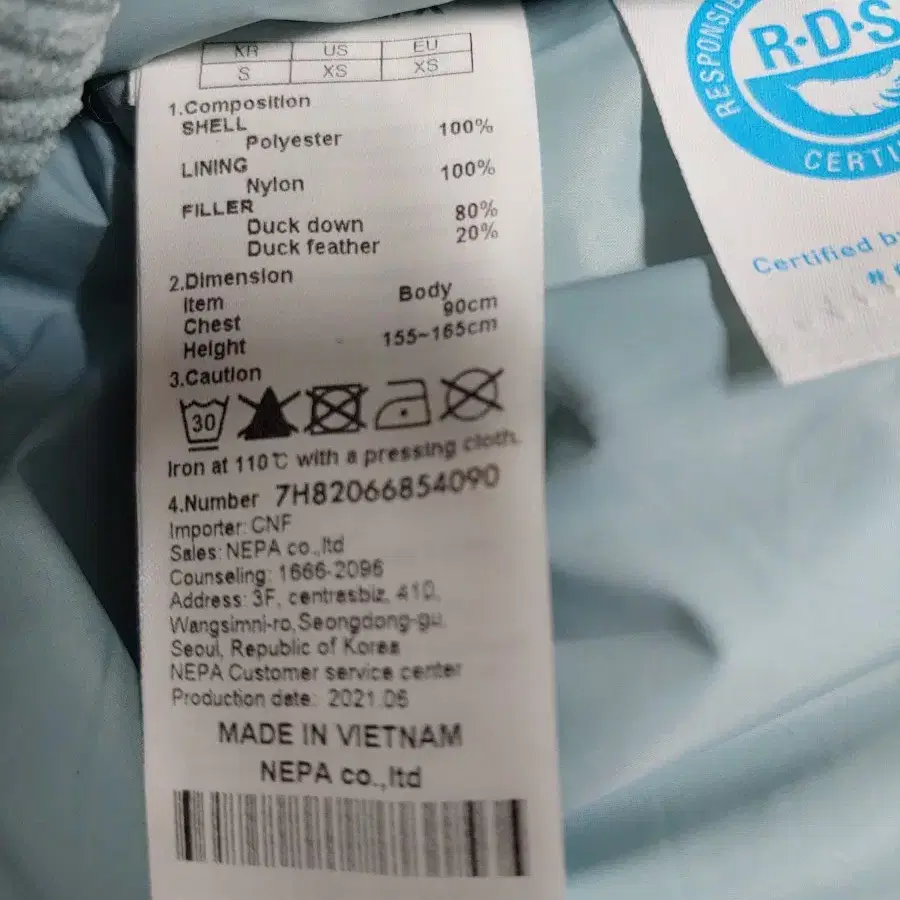 KR US EU
S XS XS
1.Composition
SHELL
Polyester 100%
LINING
Nylon 100%
FILLER
Duck down 80%
Duck feather 20%
2.Dimension
Item Body
Chest 90cm
Height 155~165cm
3.Caution
30
Iron at 110℃ with a pressing cloth.
4.Number 7H82066854090
Importer: CNF
Sales: NEPA co.,ltd
Counseling: 1666-2096
Address: 3F, centrasbiz, 410,
Wangsimni-ro,Seongdong-gu,
Seoul, Republic of Korea
NEPA Customer service center
Production date: 2021.06
MADE IN VIETNAM
NEPA co.,ltd
R·D·S
Certified